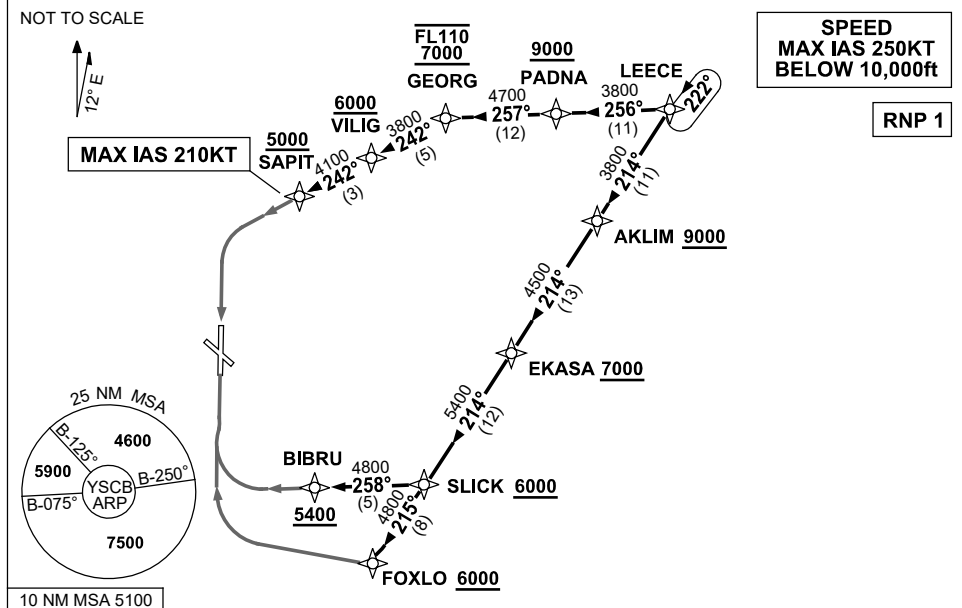 NOT TO SCALE
12° E
SPEED
MAX IAS 250KT
BELOW 10,000ft
RNP 1
FL110
7000
GEORG
9000
PADNA
LEECE
222°
3800
256°
(11)
4700
257°
(12)
6000
VILIG
3800
242°
(5)
5000
SAPIT
4100
242°
(3)
MAX IAS 210KT
3800
214°
(11)
AKLIM 9000
4500
214°
(13)
EKASA 7000
5400
214°
(12)
SLICK 6000
4800
258°
(5)
BIBRU
5400
4800
215°
(8)
FOXLO 6000
25 NM MSA
B-125°
4600
5900
B-250°
B-075°
YSCB
ARP
7500
10 NM MSA 5100